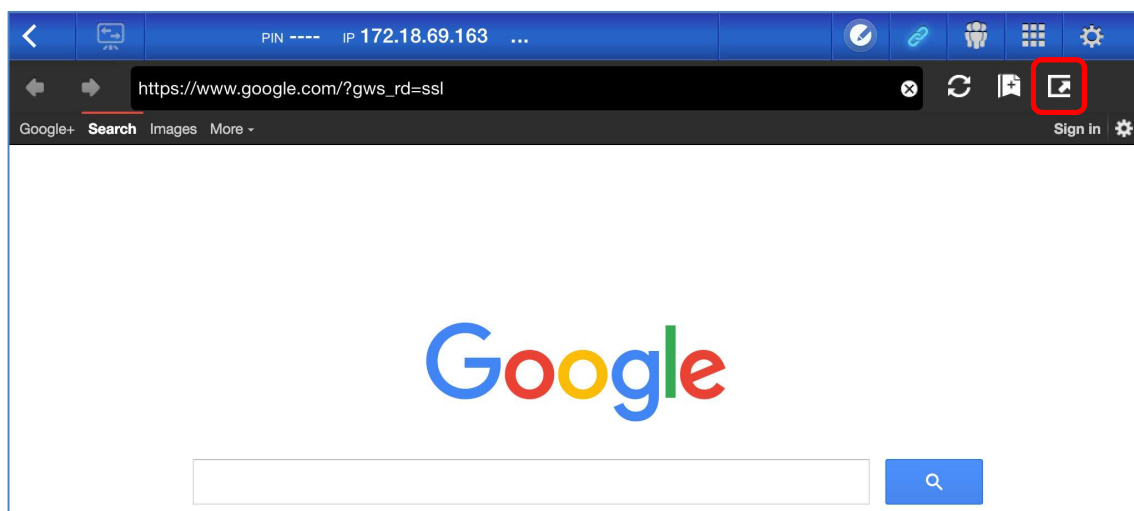 PIN ---- IP 172.18.69.163 ...
https://www.google.com/?gws_rd=ssl
Google+ Search Images More
Sign in
Google